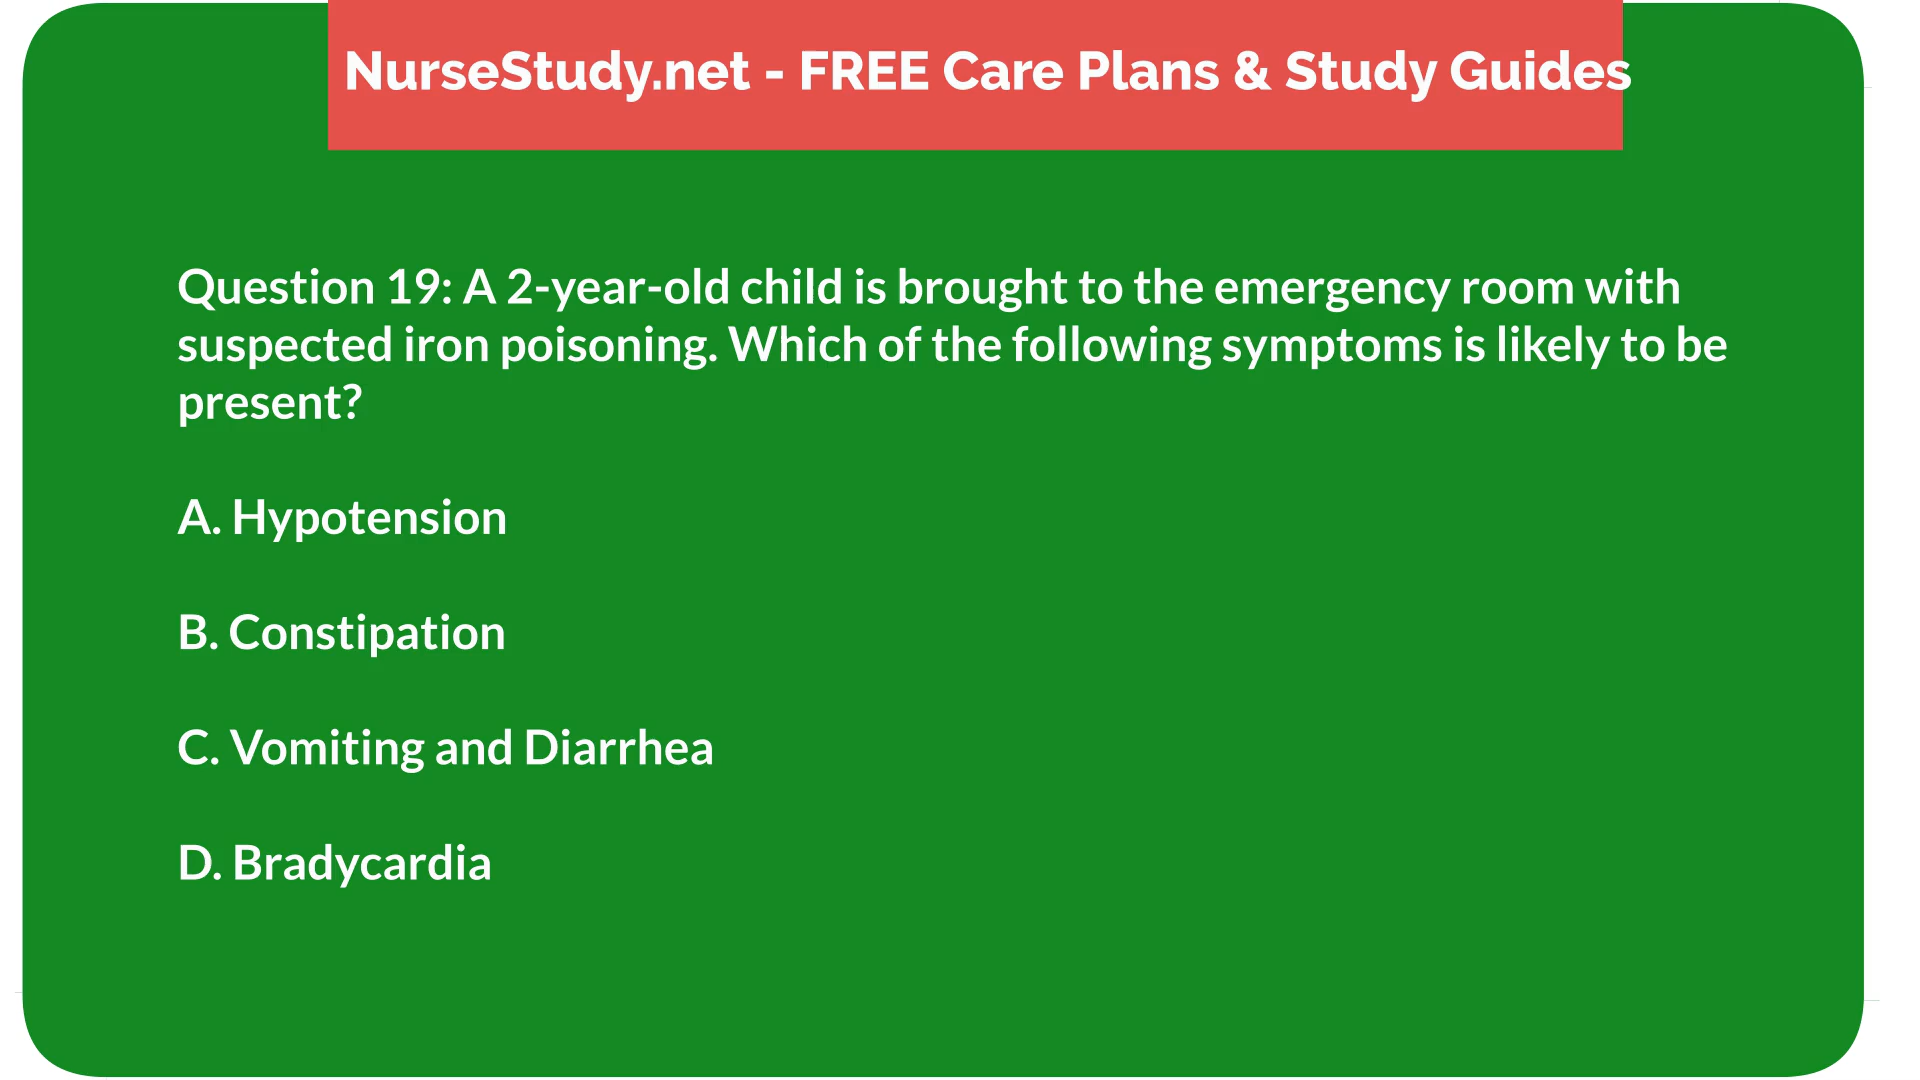 NurseStudy.net - FREE Care Plans & Study Guides
Question 19: A 2-year-old child is brought to the emergency room with
suspected iron poisoning. Which of the following symptoms is likely to be
present?
A. Hypotension
B. Constipation
C. Vomiting and Diarrhea
D. Bradycardia